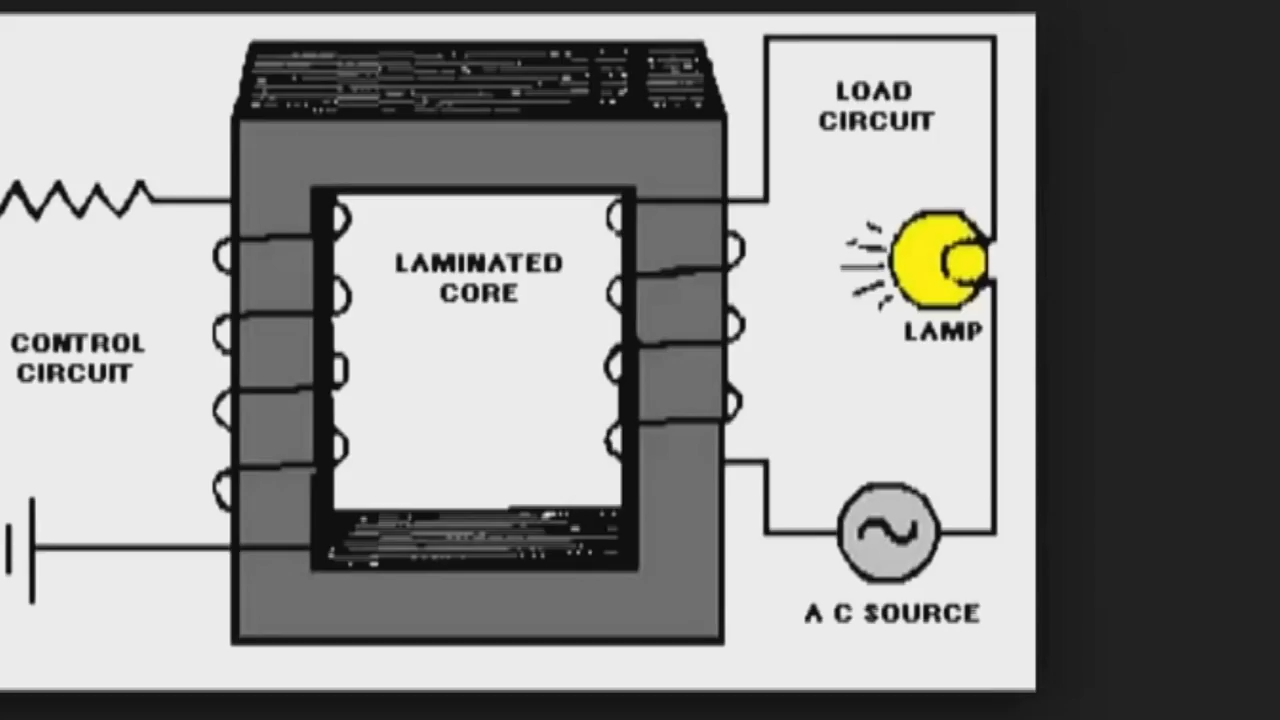 LOAD
CIRCUIT
LAMINATED
CORE
LAMP
CONTROL
CIRCUIT
A C SOURCE